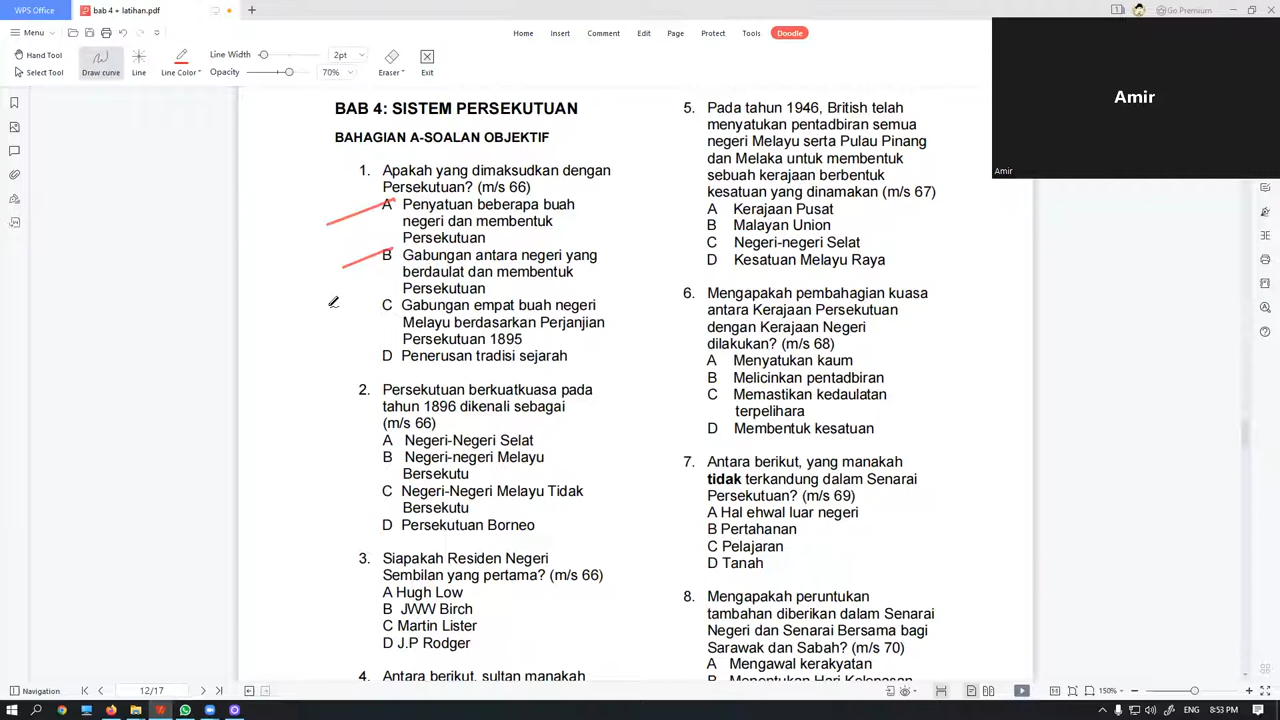 WPS Office
bab 4 + latihan.pdf
Go Premium
Menu
Home
Insert
Comment
Edit
Page
Protect
Tools
Doodle
Hand Tool
Select Tool
Draw curve
Line
Line Color
Line Width
2pt
Opacity
70%
Eraser
Exit
Amir
Amir
BAB 4: SISTEM PERSEKUTUAN
BAHAGIAN A-SOALAN OBJEKTIF
1. Apakah yang dimaksudkan dengan
Persekutuan? (m/s 66)
A Penyatuan beberapa buah
negeri dan membentuk
Persekutuan
B Gabungan antara negeri yang
berdaulat dan membentuk
Persekutuan
C Gabungan empat buah negeri
Melayu berdasarkan Perjanjian
Persekutuan 1895
D Penerusan tradisi sejarah
2. Persekutuan berkuatkuasa pada
tahun 1896 dikenali sebagai
(m/s 66)
A Negeri-Negeri Selat
B Negeri-negeri Melayu
Bersekutu
C Negeri-Negeri Melayu Tidak
Bersekutu
D Persekutuan Borneo
3. Siapakah Residen Negeri
Sembilan yang pertama? (m/s 66)
A Hugh Low
B JWW Birch
C Martin Lister
D J.P Rodger
4. Antara berikut, sultan manakah
5. Pada tahun 1946, British telah
menyatukan pentadbiran semua
negeri Melayu serta Pulau Pinang
dan Melaka untuk membentuk
sebuah kerajaan berbentuk
kesatuan yang dinamakan (m/s 67)
A Kerajaan Pusat
B Malayan Union
C Negeri-negeri Selat
D Kesatuan Melayu Raya
6. Mengapakah pembahagian kuasa
antara Kerajaan Persekutuan
dengan Kerajaan Negeri
dilakukan? (m/s 68)
A Menyatukan kaum
B Melicinkan pentadbiran
C Memastikan kedaulatan
terpelihara
D Membentuk kesatuan
7. Antara berikut, yang manakah
tidak terkandung dalam Senarai
Persekutuan? (m/s 69)
A Hal ehwal luar negeri
B Pertahanan
C Pelajaran
D Tanah
8. Mengapakah peruntukan
tambahan diberikan dalam Senarai
Negeri dan Senarai Bersama bagi
Sarawak dan Sabah? (m/s 70)
A Mengawal kerakyatan
B Menentukan Hari Kelepasan
Navigation
12/17
150%
ENG
8:53 PM